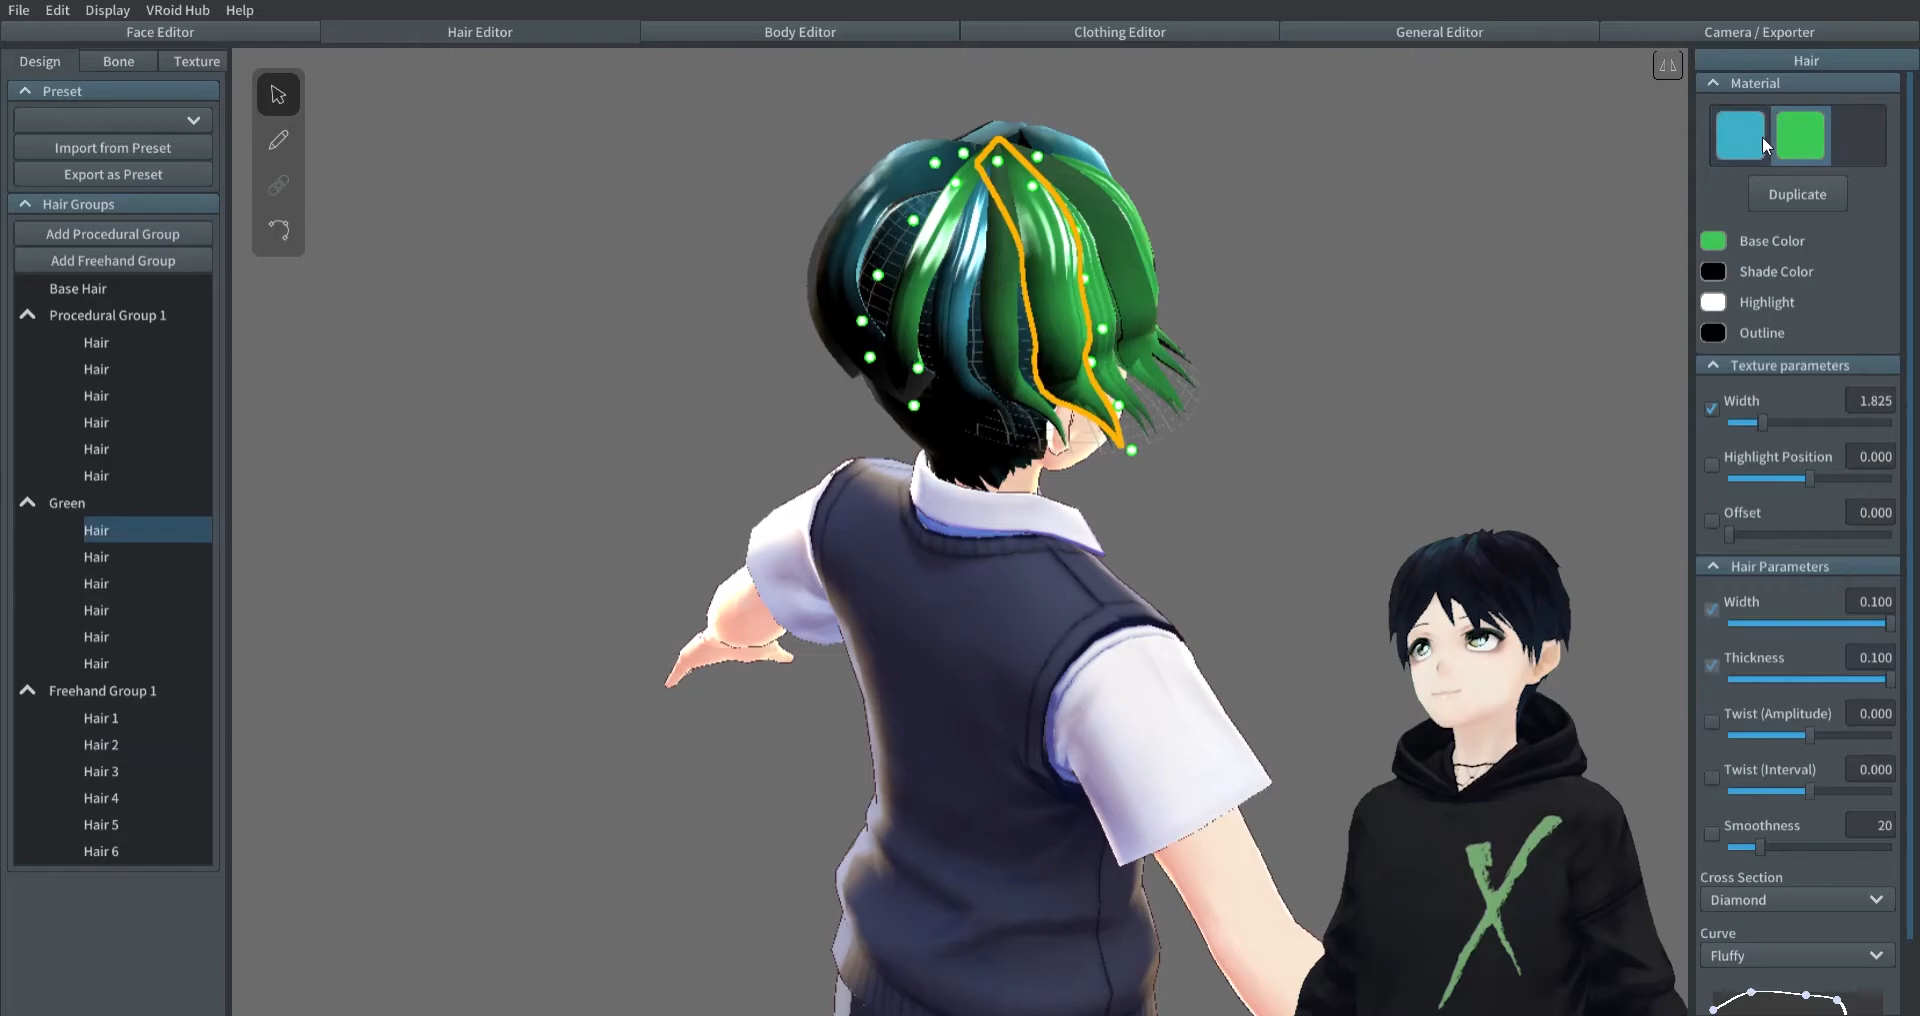 File Edit Display VRoid Hub Help
Face Editor Hair Editor Body Editor Clothing Editor General Editor Camera / Exporter
Design Bone Texture
Preset
Import from Preset
Export as Preset
Hair Groups
Add Procedural Group
Add Freehand Group
Base Hair
Procedural Group 1
Hair
Hair
Hair
Hair
Hair
Hair
Green
Hair
Hair
Hair
Hair
Hair
Hair
Freehand Group 1
Hair 1
Hair 2
Hair 3
Hair 4
Hair 5
Hair 6
Hair
Material
Duplicate
Base Color
Shade Color
Highlight
Outline
Texture parameters
Width 1.825
Highlight Position 0.000
Offset 0.000
Hair Parameters
Width 0.100
Thickness 0.100
Twist (Amplitude) 0.000
Twist (Interval) 0.000
Smoothness 20
Cross Section
Diamond
Curve
Fluffy